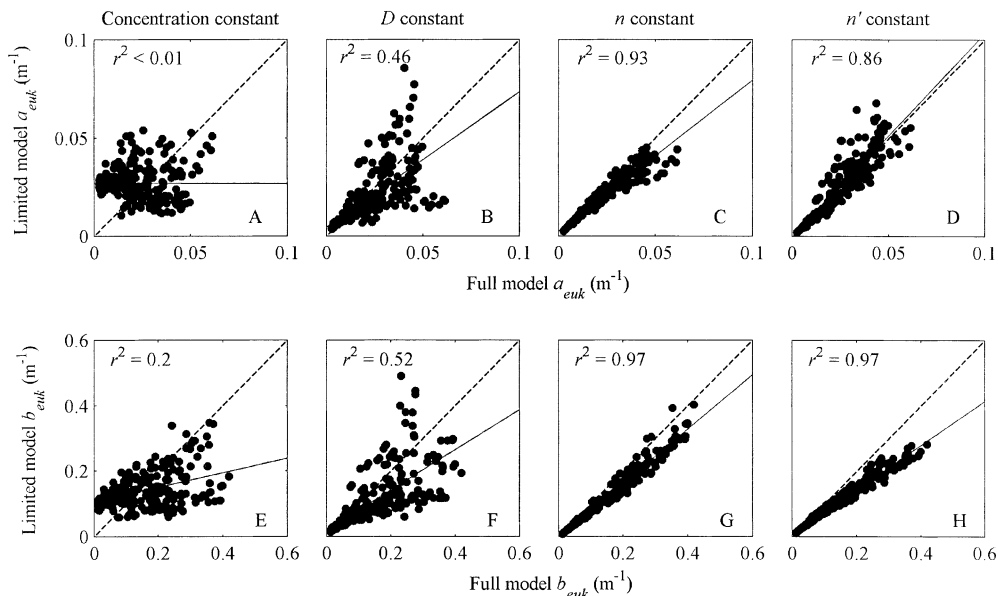 Concentration constant D constant n constant n' constant
Limited model a_euk (m⁻¹)
0.1
0.05
0
r² < 0.01
A
0 0.05 0.1
r² = 0.46
B
0 0.05 0.1
r² = 0.93
C
0 0.05 0.1
r² = 0.86
D
0 0.05 0.1
Full model a_euk (m⁻¹)
Limited model b_euk (m⁻¹)
0.6
0.4
0.2
0
r² = 0.2
E
0 0.2 0.4 0.6
r² = 0.52
F
0 0.2 0.4 0.6
r² = 0.97
G
0 0.2 0.4 0.6
r² = 0.97
H
0 0.2 0.4 0.6
Full model b_euk (m⁻¹)